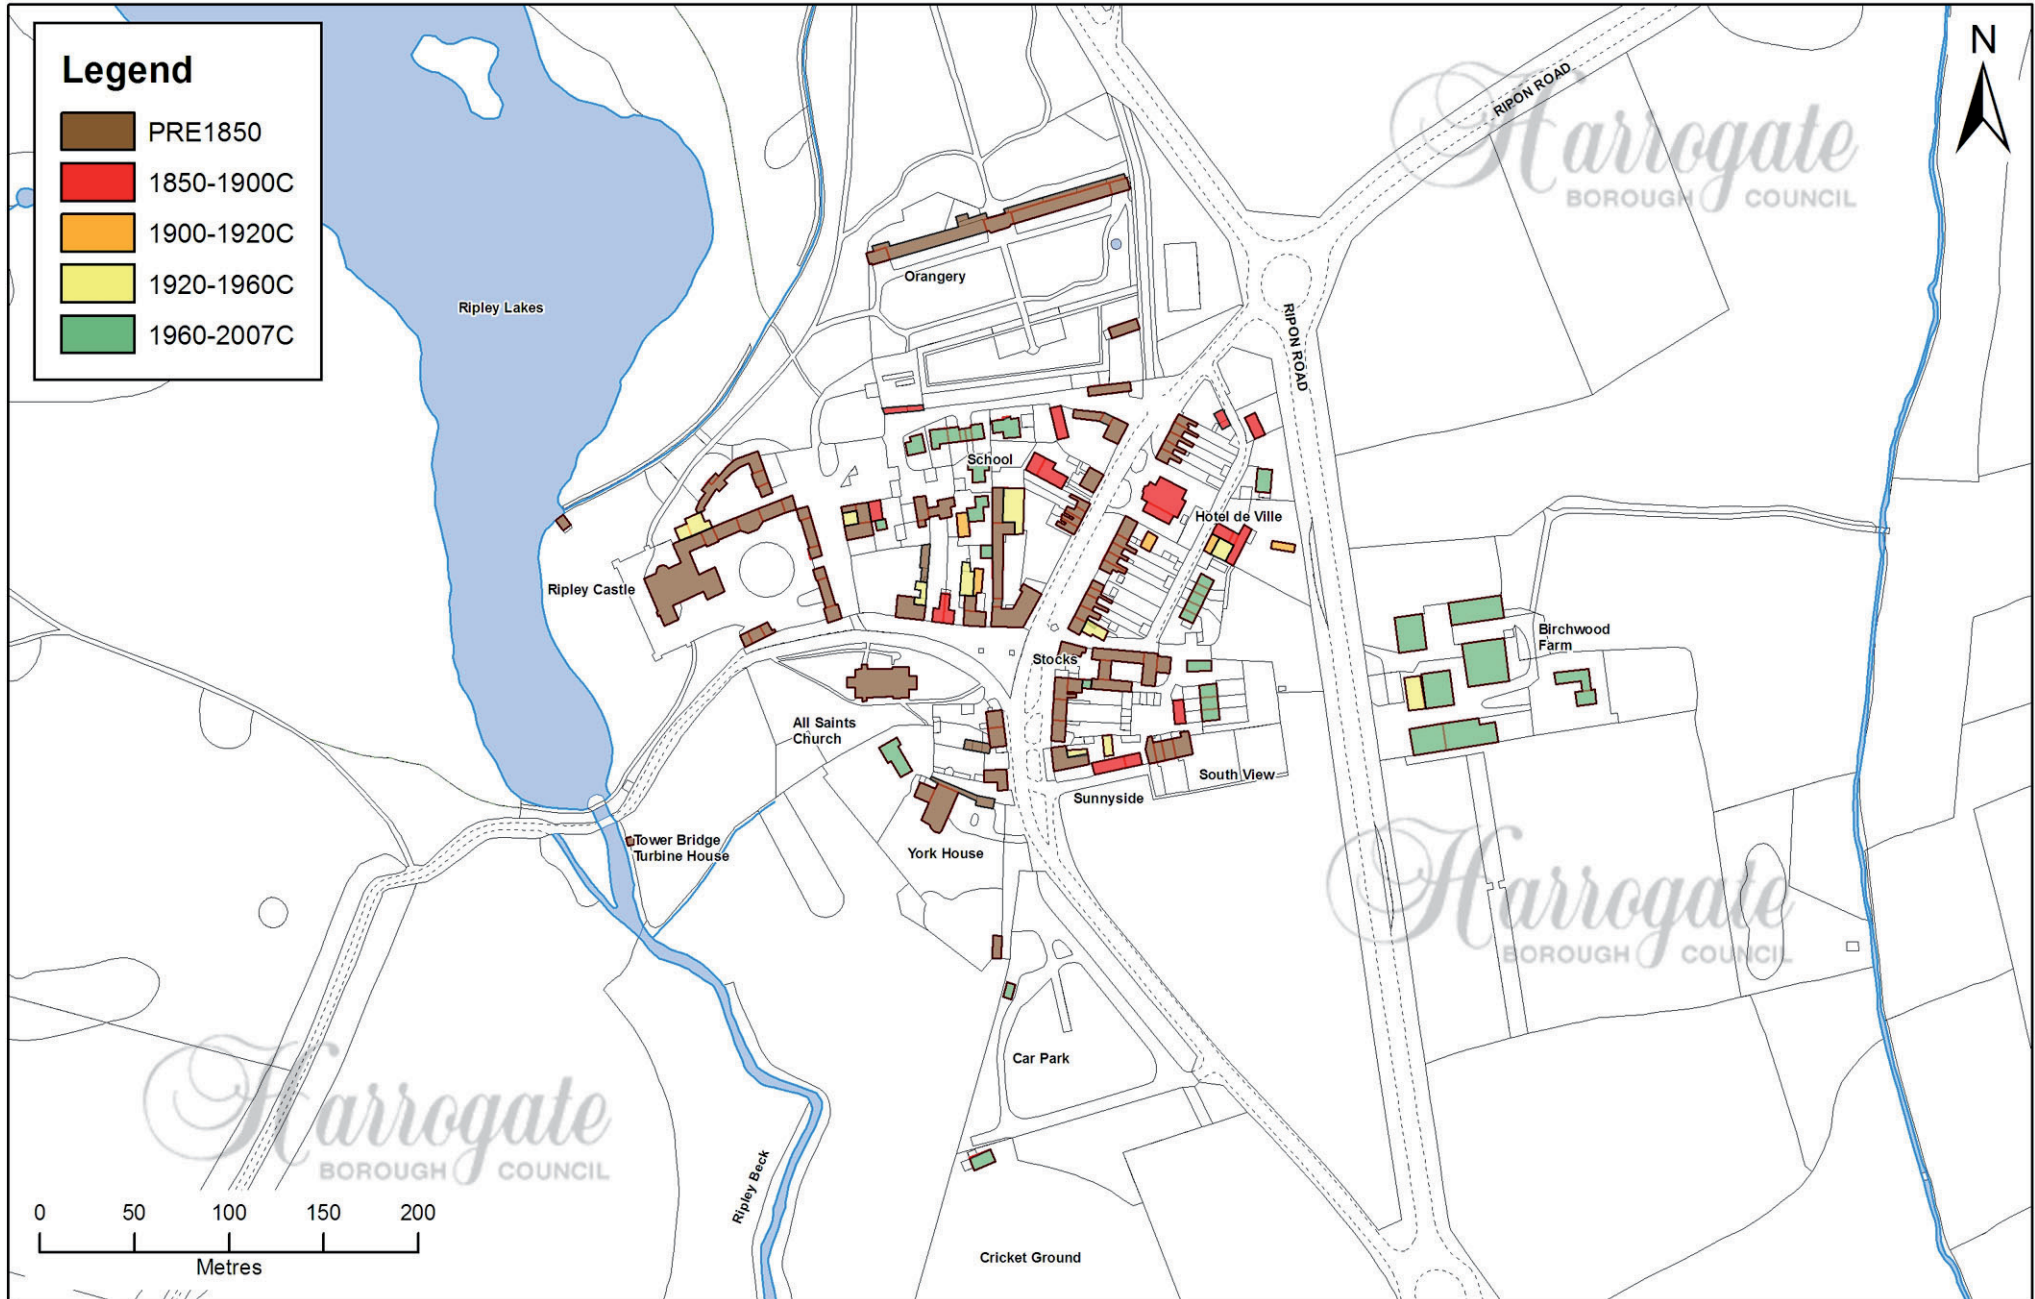 Legend
PRE1850
1850-1900C
1900-1920C
1920-1960C
1960-2007C
N
Harrogate
BOROUGH COUNCIL
RIPON ROAD
Orangery
Ripley Lakes
RIPON ROAD
School
Hotel de Ville
Ripley Castle
Birchwood
Farm
Stocks
All Saints
Church
South View
Sunnyside
Tower Bridge
Turbine House
York House
Harrogate
BOROUGH COUNCIL
Car Park
Harrogate
BOROUGH COUNCIL
Ripley Beck
0 50 100 150 200
Metres
Cricket Ground